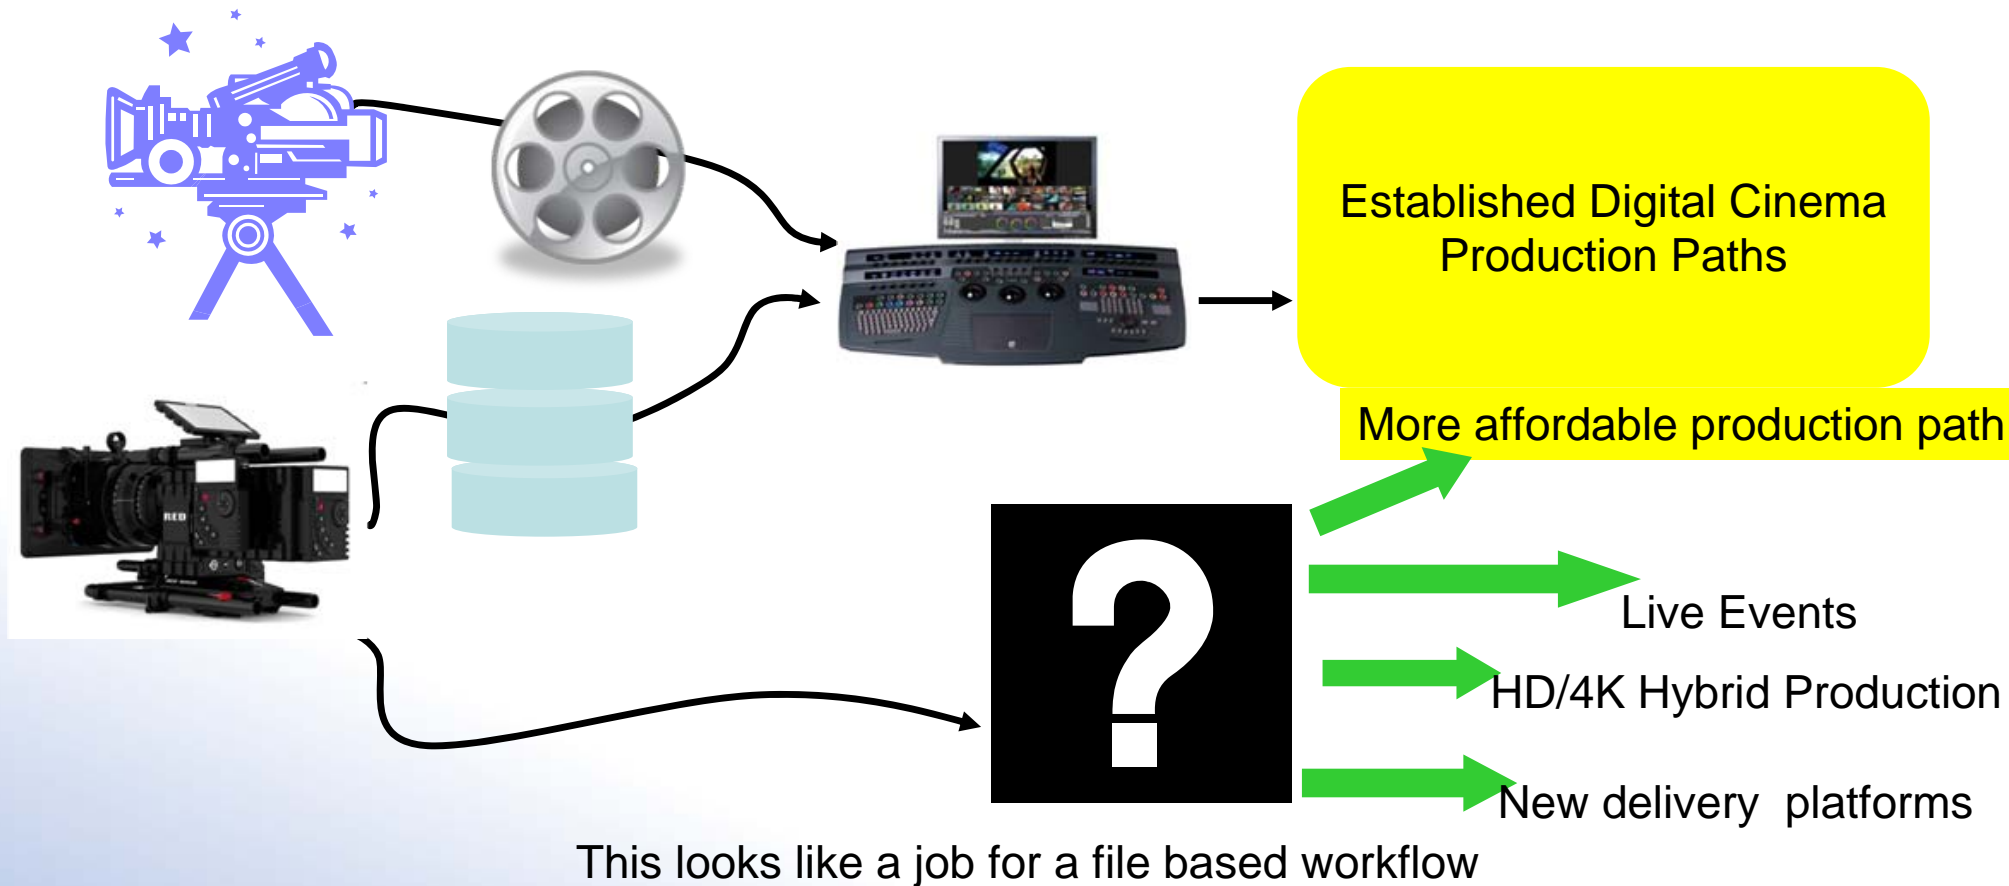 Established Digital Cinema
Production Paths
More affordable production path
RED
Live Events
HD/4K Hybrid Production
?
New delivery platforms
This looks like a job for a file based workflow